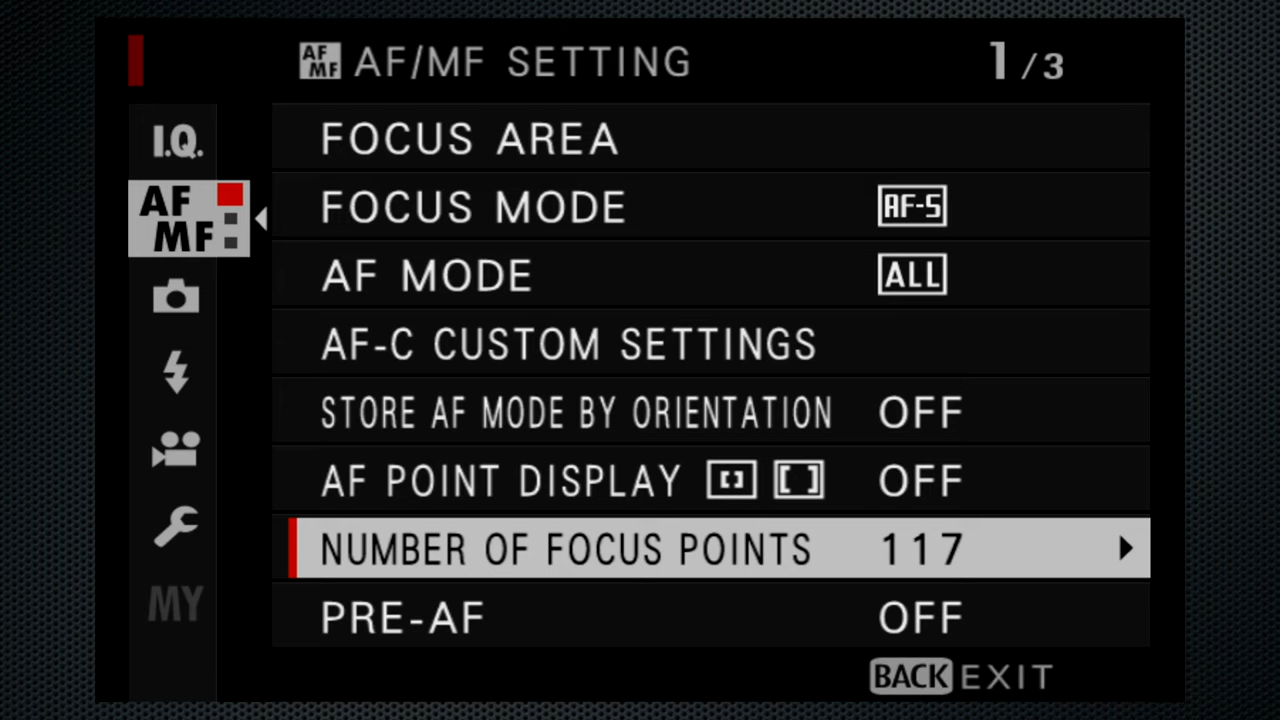 AF MF AF/MF SETTING 1/3
I.Q.
AF
MF
MY
FOCUS AREA
FOCUS MODE AF-S
AF MODE ALL
AF-C CUSTOM SETTINGS
STORE AF MODE BY ORIENTATION OFF
AF POINT DISPLAY OFF
NUMBER OF FOCUS POINTS 117
PRE-AF OFF
BACK EXIT